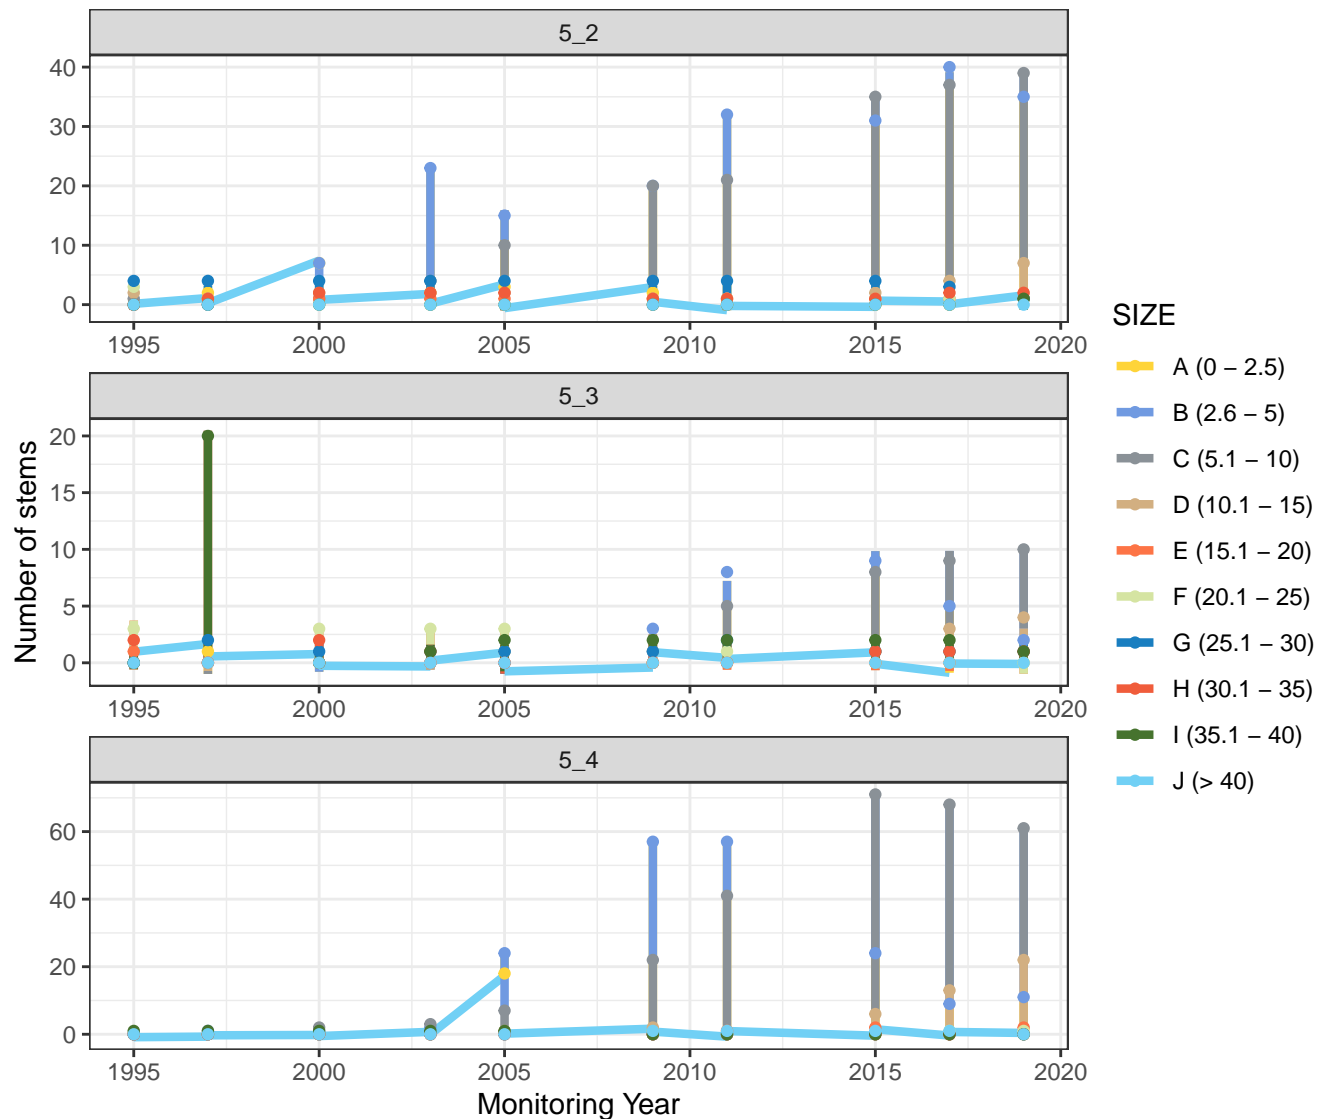 5_2
40
30
20
10
0
1995 2000 2005 2010 2015 2020
5_3
20
15
10
5
0
1995 2000 2005 2010 2015 2020
5_4
60
40
20
0
1995 2000 2005 2010 2015 2020
Number of stems
Monitoring Year
SIZE
A (0 − 2.5)
B (2.6 − 5)
C (5.1 − 10)
D (10.1 − 15)
E (15.1 − 20)
F (20.1 − 25)
G (25.1 − 30)
H (30.1 − 35)
I (35.1 − 40)
J (> 40)